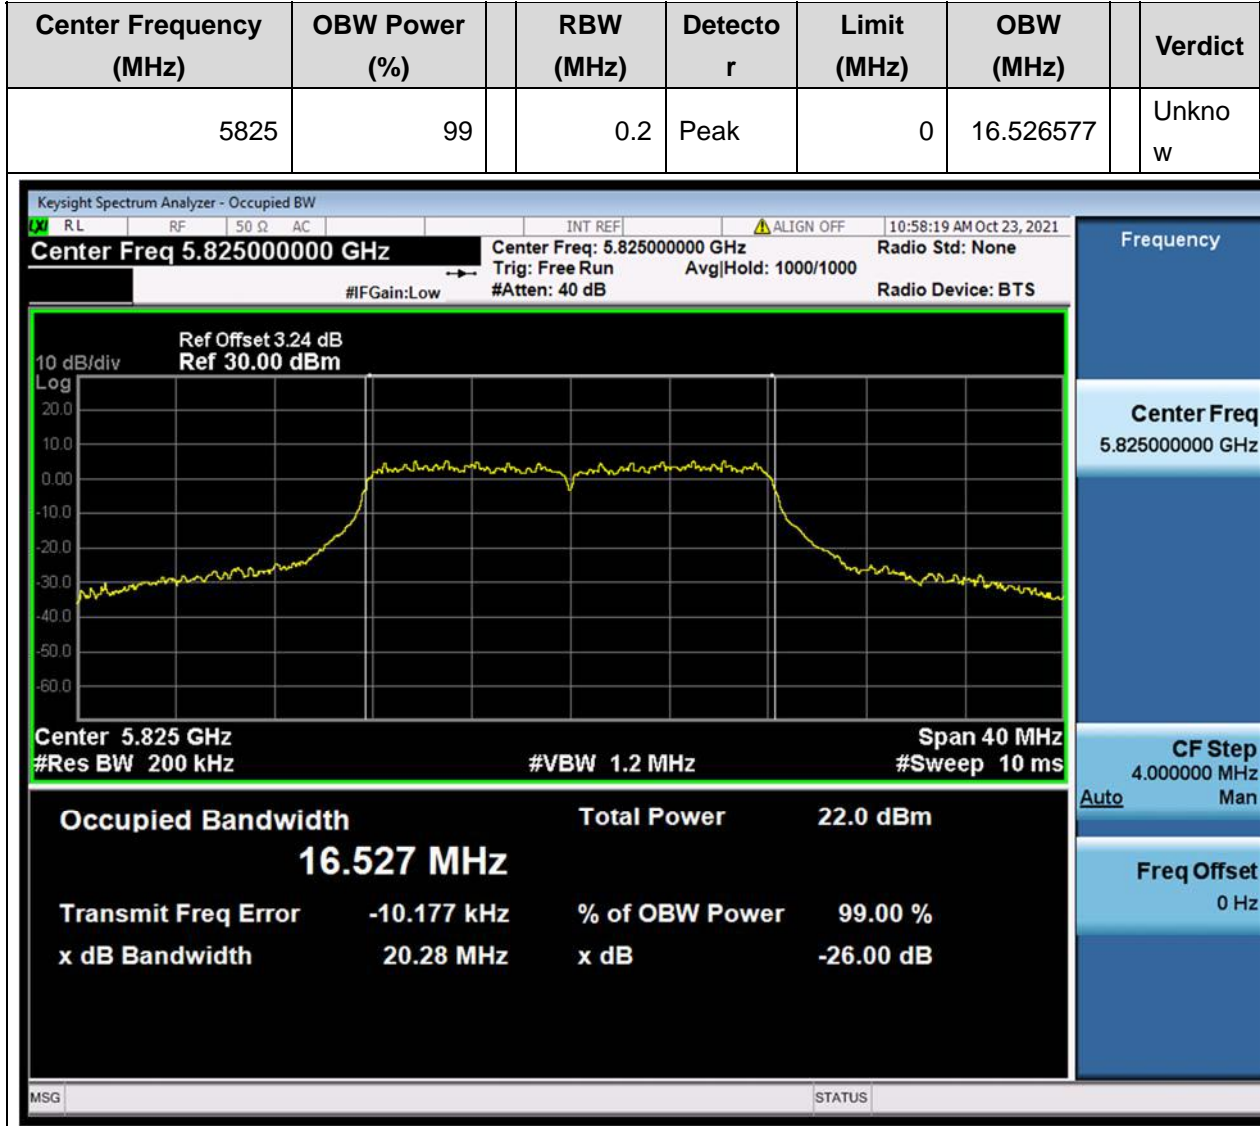 Center Frequency (MHz) OBW Power (%) RBW (MHz) Detecto r Limit (MHz) OBW (MHz) Verdict
5825 99 0.2 Peak 0 16.526577 Unkno w
Keysight Spectrum Analyzer - Occupied BW
LXI RL RF 50 Ω AC INT REF ALIGN OFF 10:58:19 AM Oct 23, 2021
Center Freq 5.825000000 GHz
Center Freq: 5.825000000 GHz Radio Std: None
Trig: Free Run Avg|Hold: 1000/1000
#IFGain:Low #Atten: 40 dB Radio Device: BTS
Ref Offset 3.24 dB
10 dB/div Ref 30.00 dBm
Log
20.0
10.0
0.00
-10.0
-20.0
-30.0
-40.0
-50.0
-60.0
Center 5.825 GHz Span 40 MHz
#Res BW 200 kHz #VBW 1.2 MHz #Sweep 10 ms
Occupied Bandwidth Total Power 22.0 dBm
16.527 MHz
Transmit Freq Error -10.177 kHz % of OBW Power 99.00 %
x dB Bandwidth 20.28 MHz x dB -26.00 dB
MSG STATUS
Frequency
Center Freq
5.825000000 GHz
CF Step
4.000000 MHz
Auto Man
Freq Offset
0 Hz